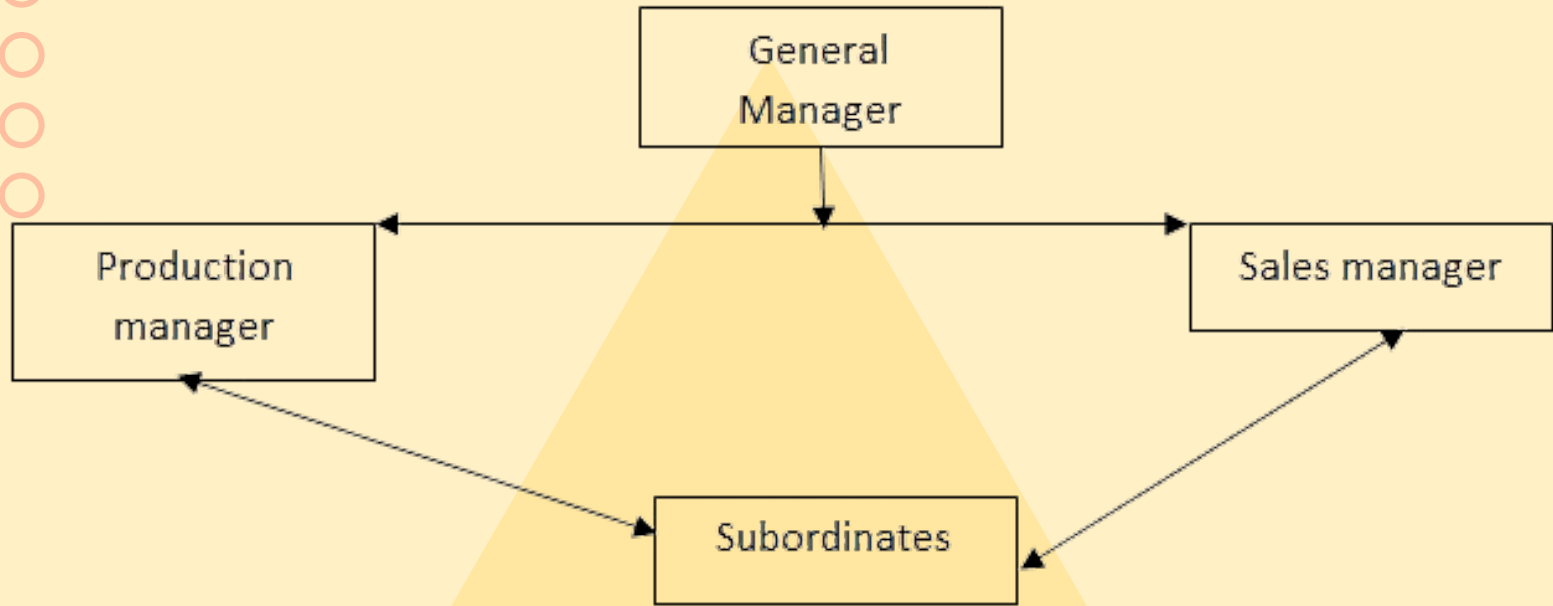 General
Manager
Production
manager
Sales manager
Subordinates